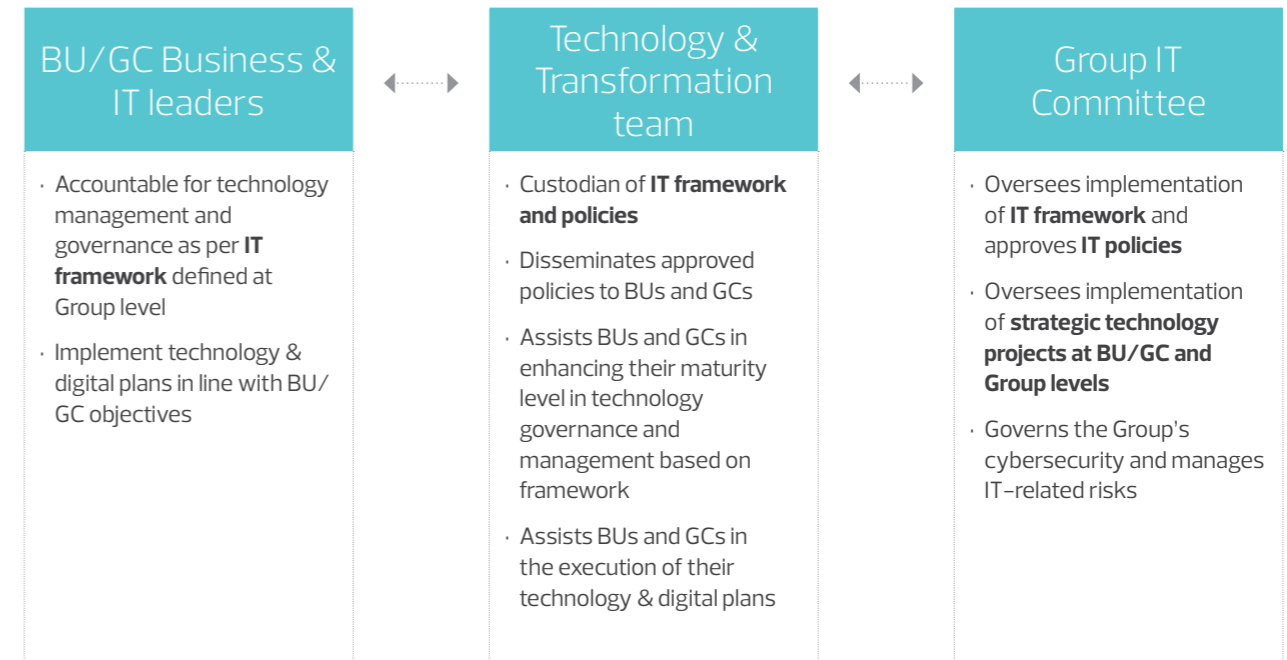 BU/GC Business &
IT leaders
· Accountable for technology
management and
governance as per IT
framework defined at
Group level
· Implement technology &
digital plans in line with BU/
GC objectives
Technology &
Transformation
team
· Custodian of IT framework
and policies
· Disseminates approved
policies to BUs and GCs
· Assists BUs and GCs in
enhancing their maturity
level in technology
governance and
management based on
framework
· Assists BUs and GCs in
the execution of their
technology & digital plans
Group IT
Committee
· Oversees implementation
of IT framework and
approves IT policies
· Oversees implementation
of strategic technology
projects at BU/GC and
Group levels
· Governs the Group's
cybersecurity and manages
IT-related risks